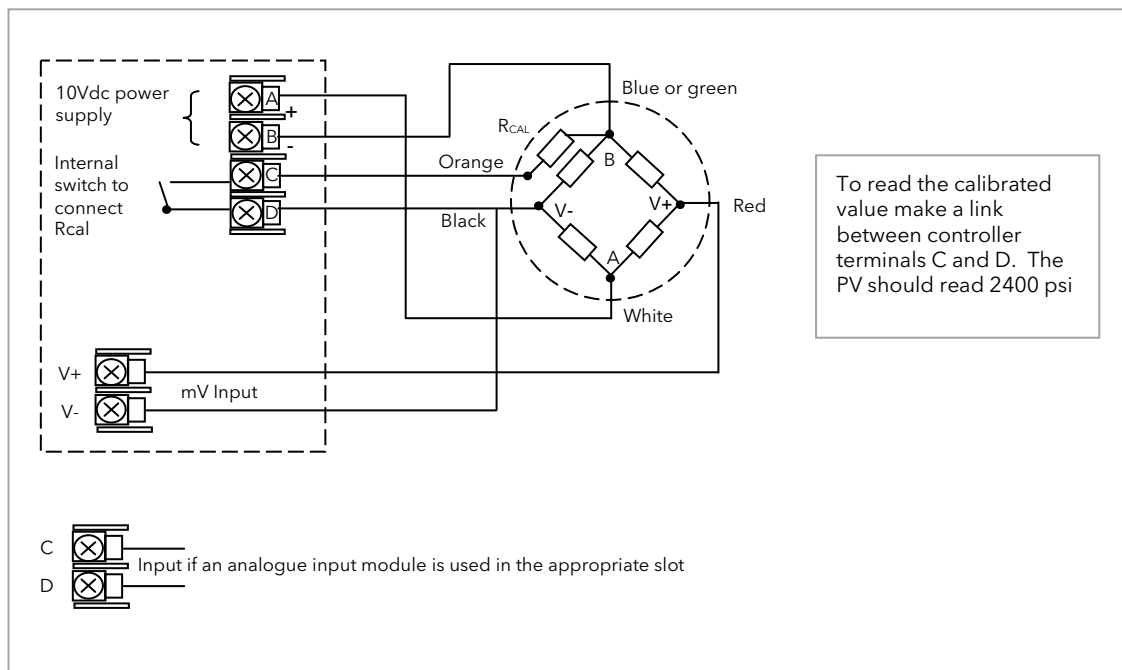 10Vdc power
supply
A
+
B
-
Internal
switch to
connect
Rcal
C
D
Orange
Black
Blue or green
RCAL
B
V-
V+
A
Red
White
To read the calibrated
value make a link
between controller
terminals C and D. The
PV should read 2400 psi
V+
mV Input
V-
C
Input if an analogue input module is used in the appropriate slot
D